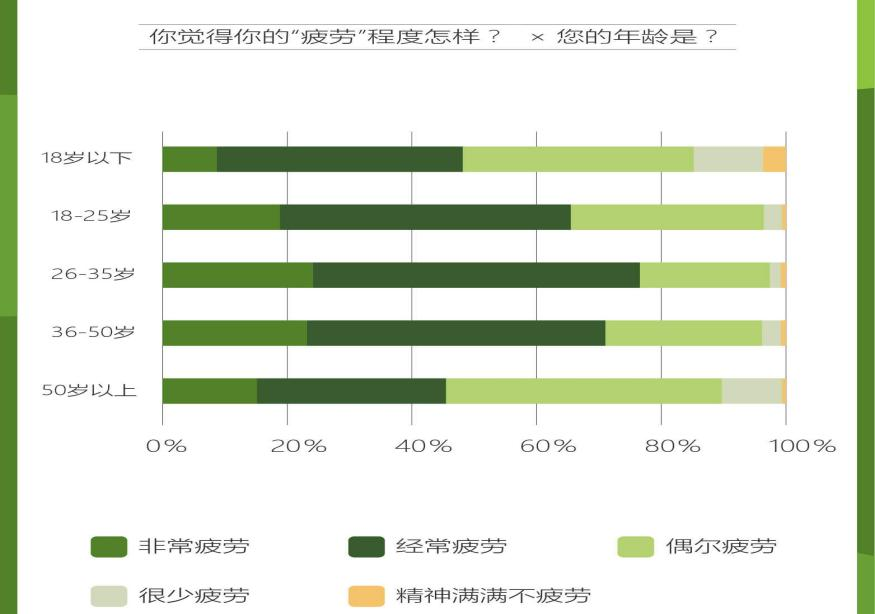 你觉得你的“疲劳”程度怎样？ × 您的年龄是？
18岁以下
18-25岁
26-35岁
36-50岁
50岁以上
0% 20% 40% 60% 80% 100%
非常疲劳 经常疲劳 偶尔疲劳
很少疲劳 精神满满不疲劳